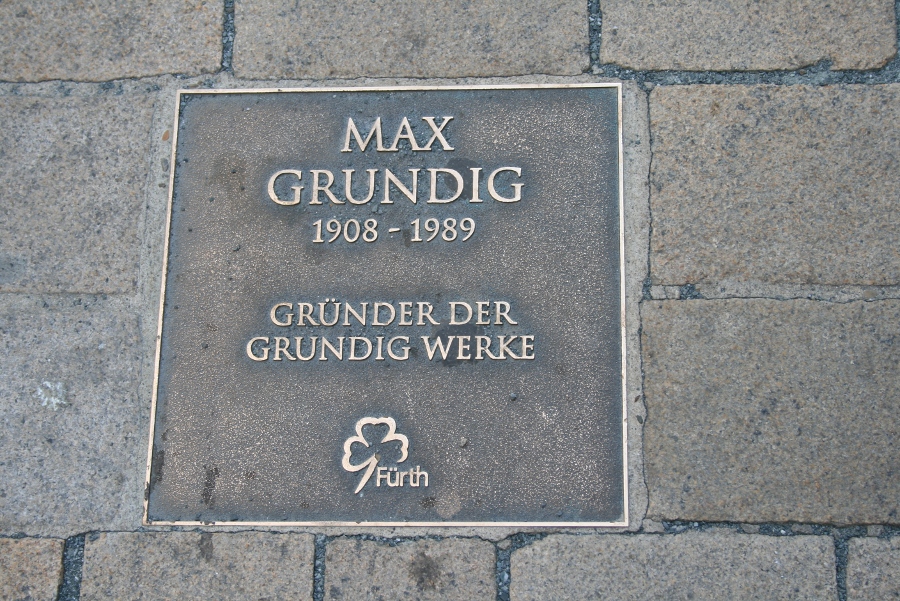 MAX
GRUNDIG
1908 - 1989
GRÜNDER DER
GRUNDIG WERKE
Fürth